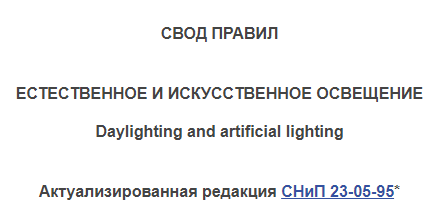 СВОД ПРАВИЛ
ЕСТЕСТВЕННОЕ И ИСКУССТВЕННОЕ ОСВЕЩЕНИЕ
Daylighting and artificial lighting
Актуализированная редакция СНиП 23-05-95*